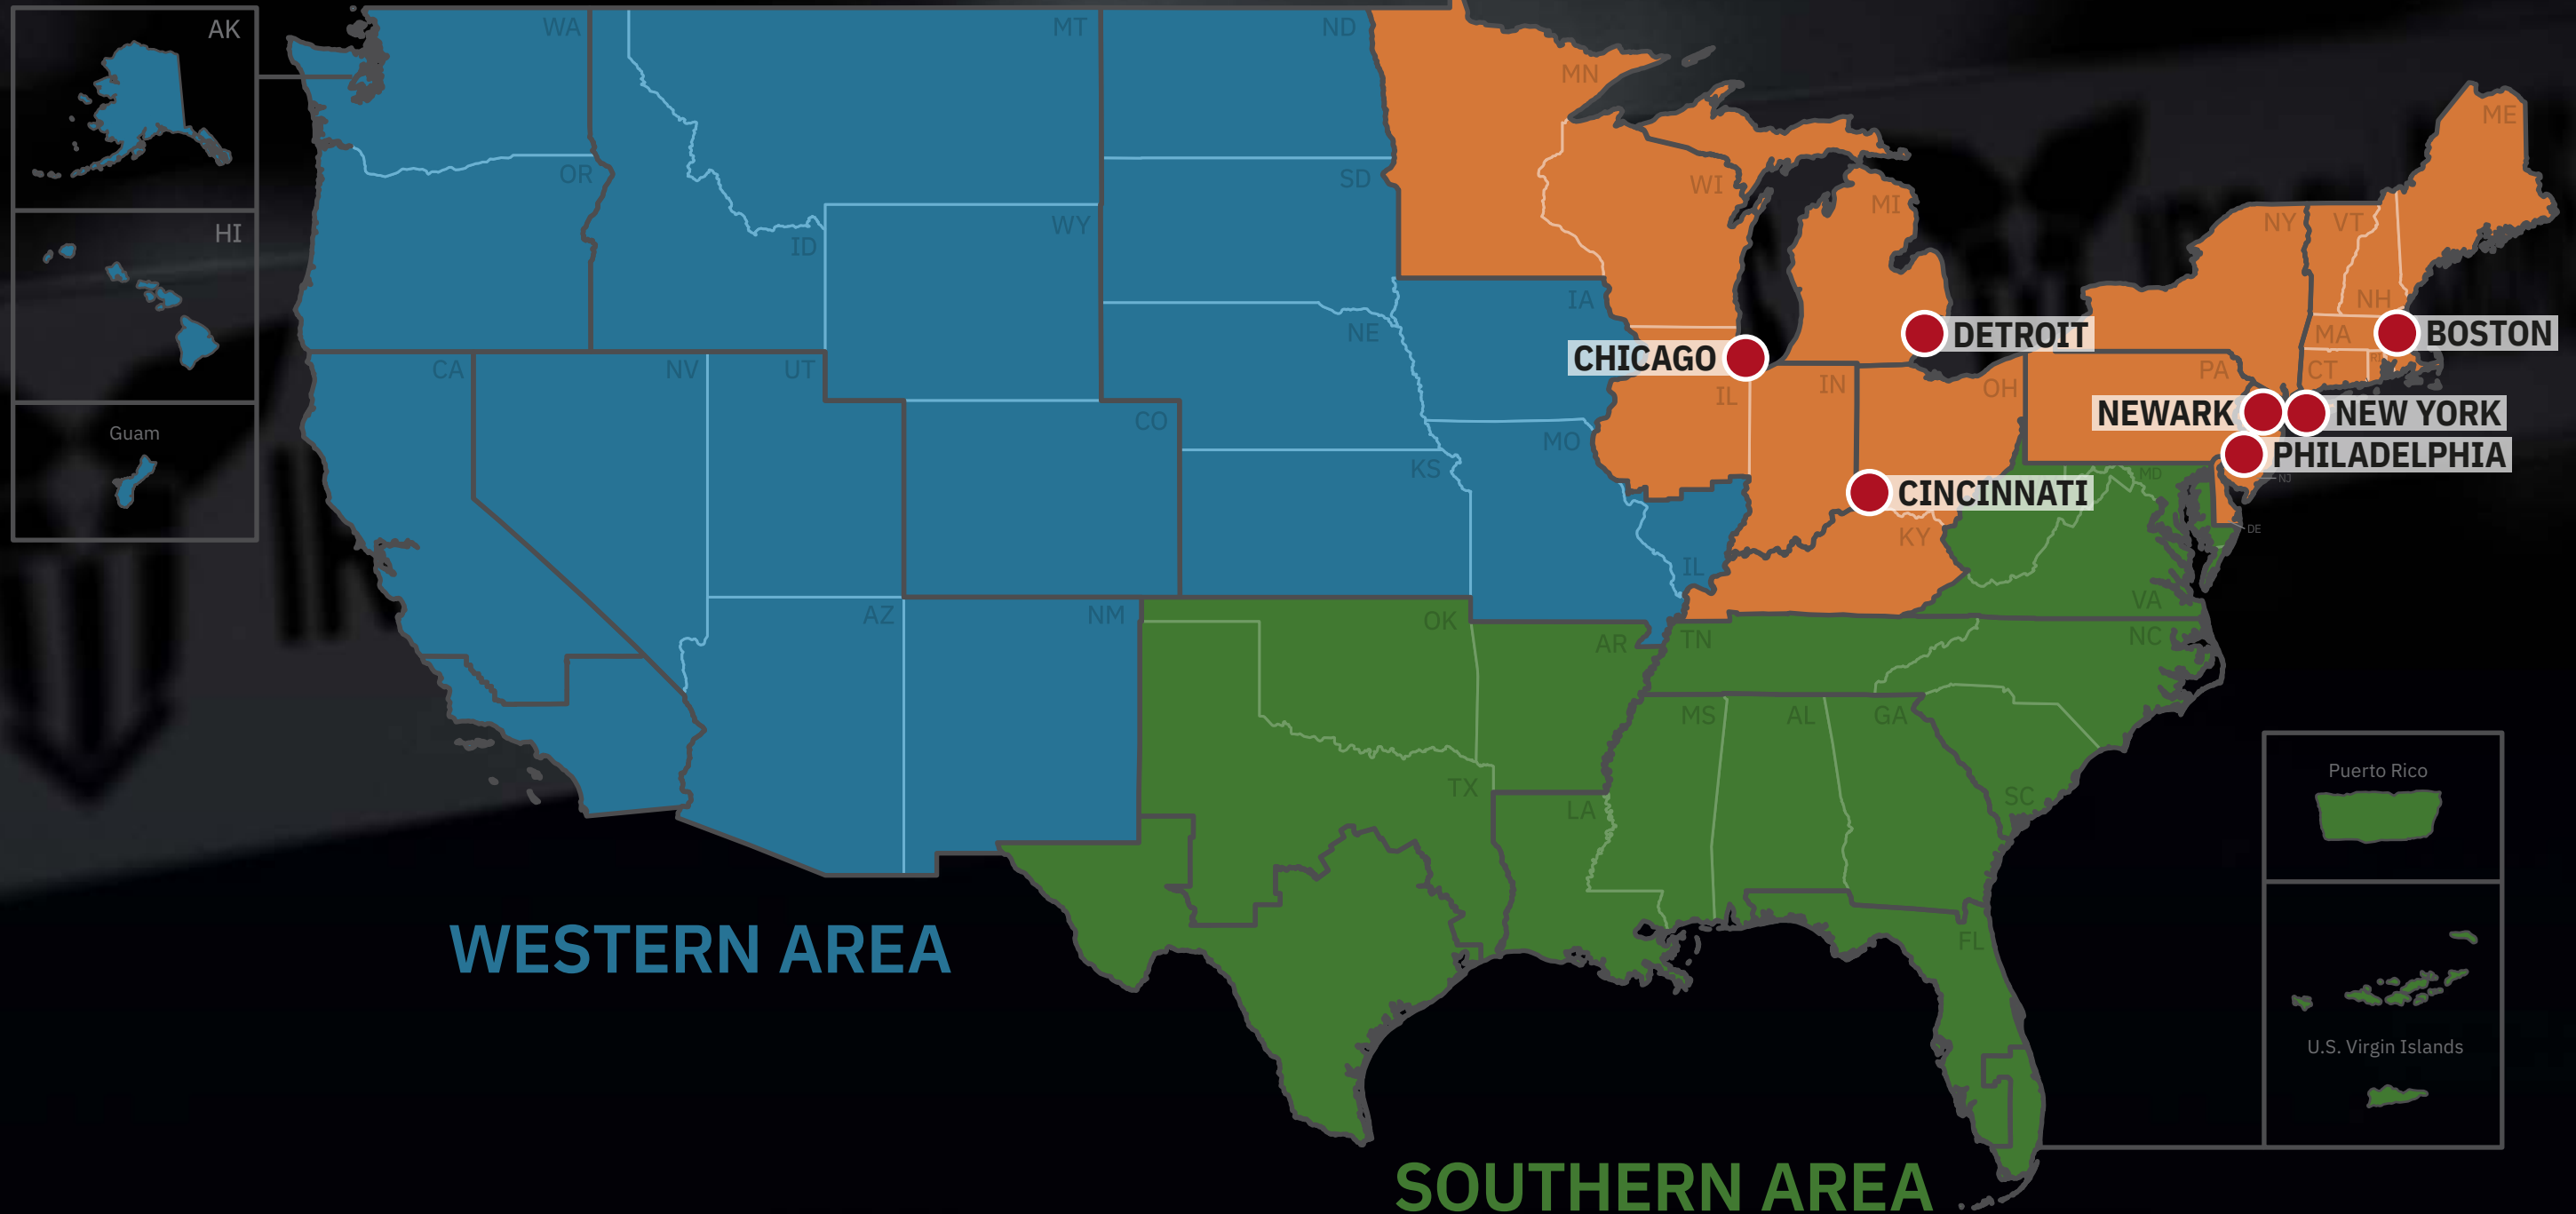 AK
WA
MT
ND
MN
ME
OR
SD
WI
MI
HI
ID
WY
NY
VT
IA
NH
NE
DETROIT
MA
BOSTON
CHICAGO
CA
NV
UT
IL
IN
OH
PA
CT
RI
NEWARK
NEW YORK
Guam
CO
MO
PHILADELPHIA
KS
MD
NJ
CINCINNATI
KY
DE
IL
VA
AZ
NM
OK
AR
TN
NC
MS
AL
GA
TX
LA
SC
Puerto Rico
FL
WESTERN AREA
U.S. Virgin Islands
SOUTHERN AREA